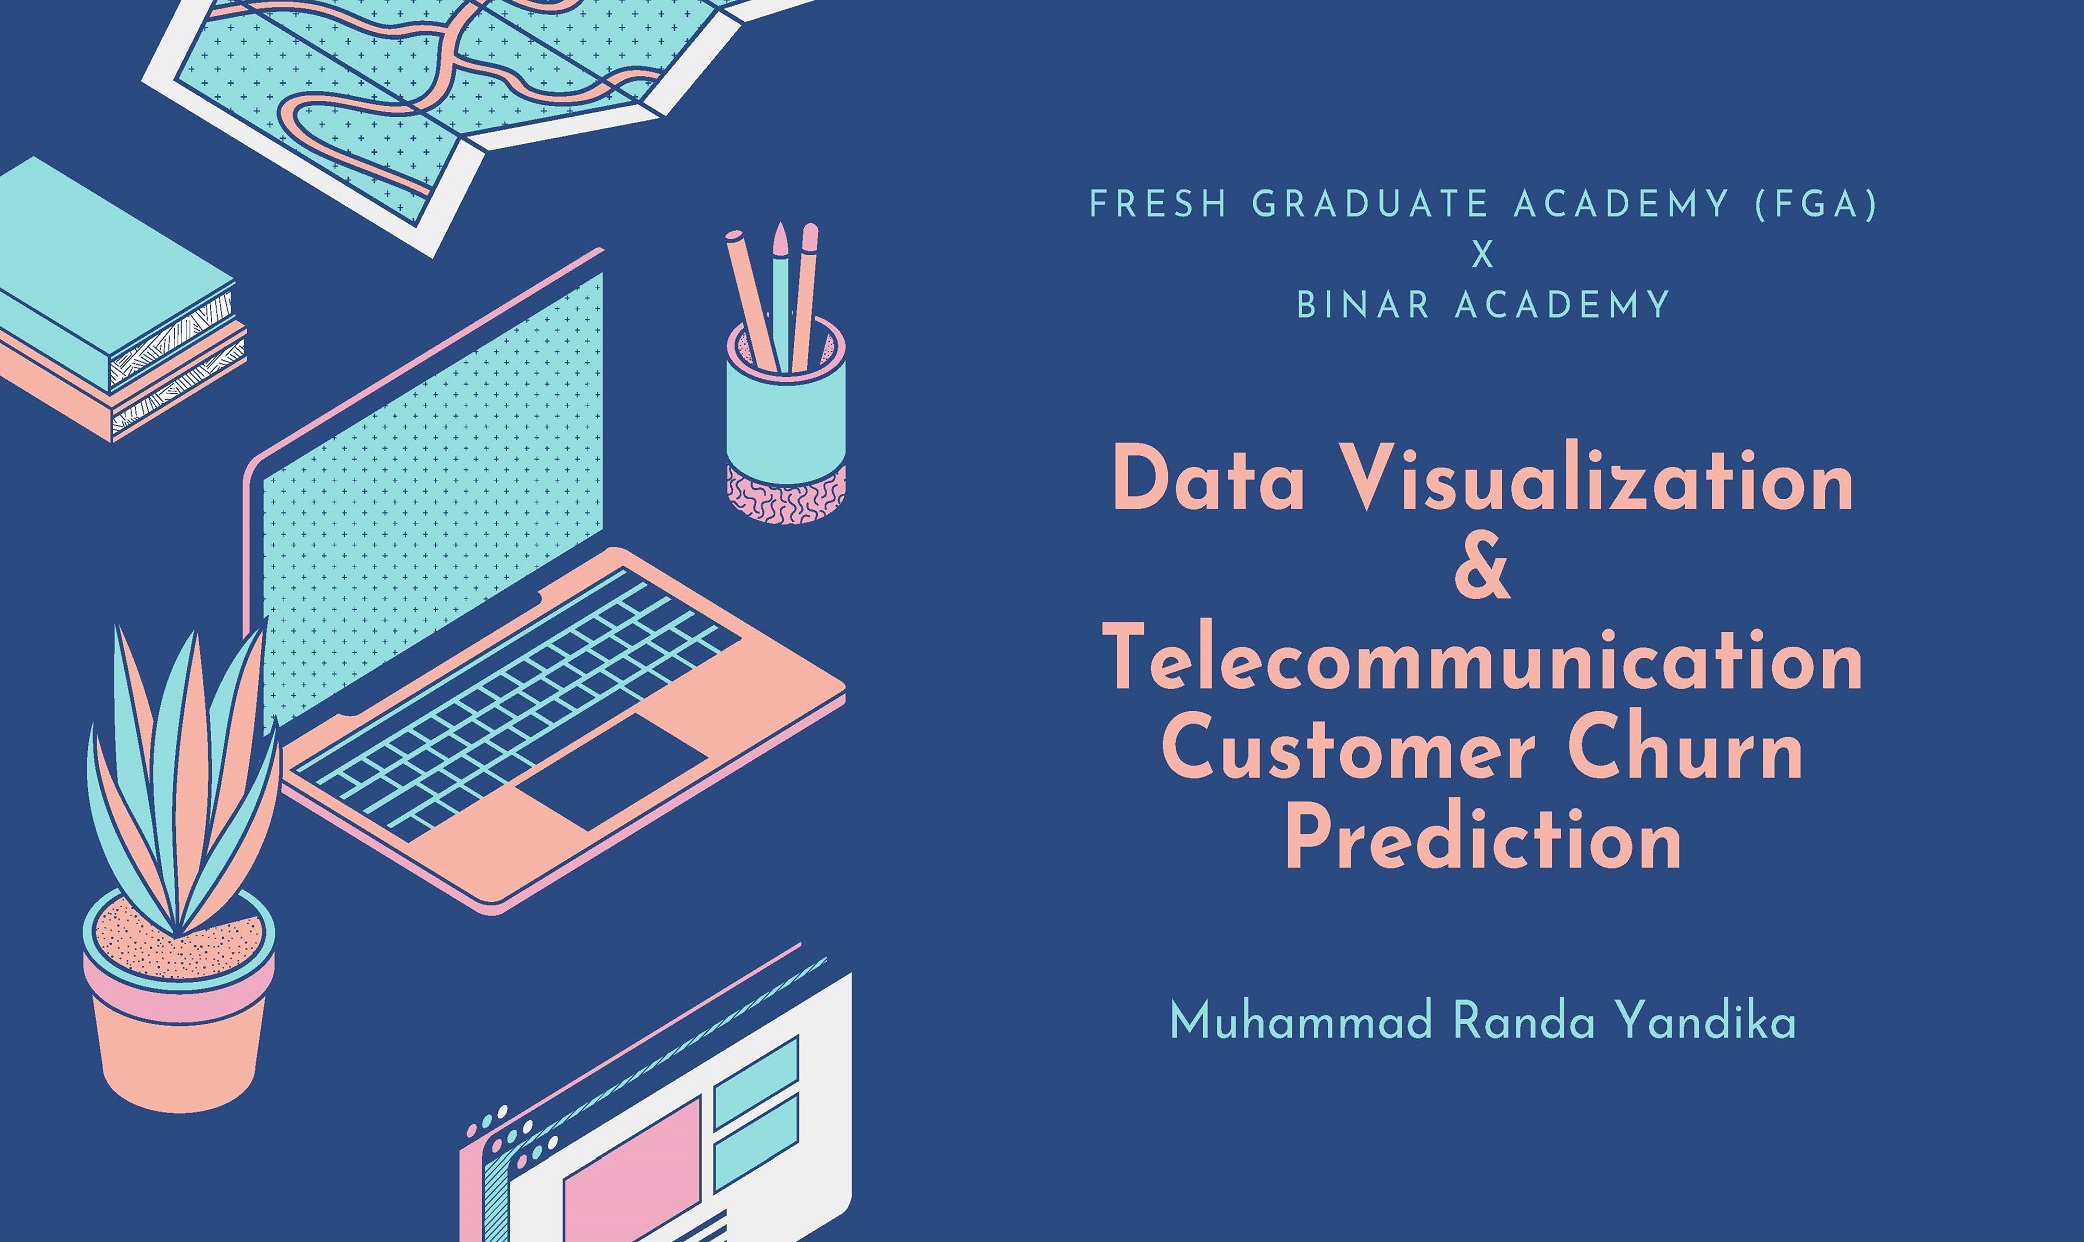 FRESH GRADUATE ACADEMY (FGA)
X
BINAR ACADEMY
Data Visualization
&
Telecommunication
Customer Churn
Prediction
Muhammad Randa Yandika